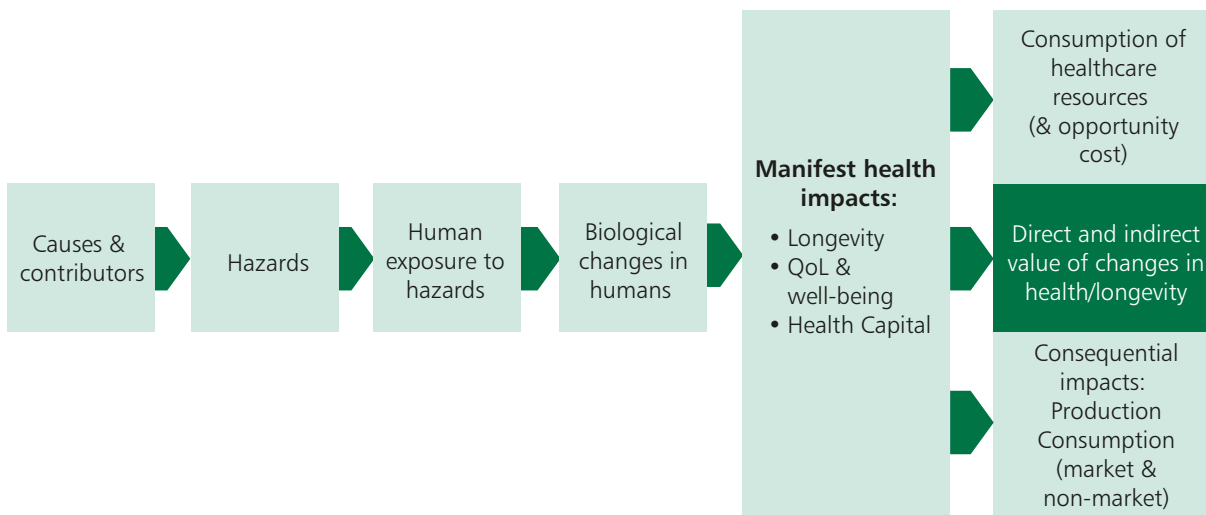 Causes &
contributors
Hazards
Human
exposure to
hazards
Biological
changes in
humans
Manifest health
impacts:
• Longevity
• QoL &
well-being
• Health Capital
Consumption of
healthcare
resources
(& opportunity
cost)
Direct and indirect
value of changes in
health/longevity
Consequential
impacts:
Production
Consumption
(market &
non-market)